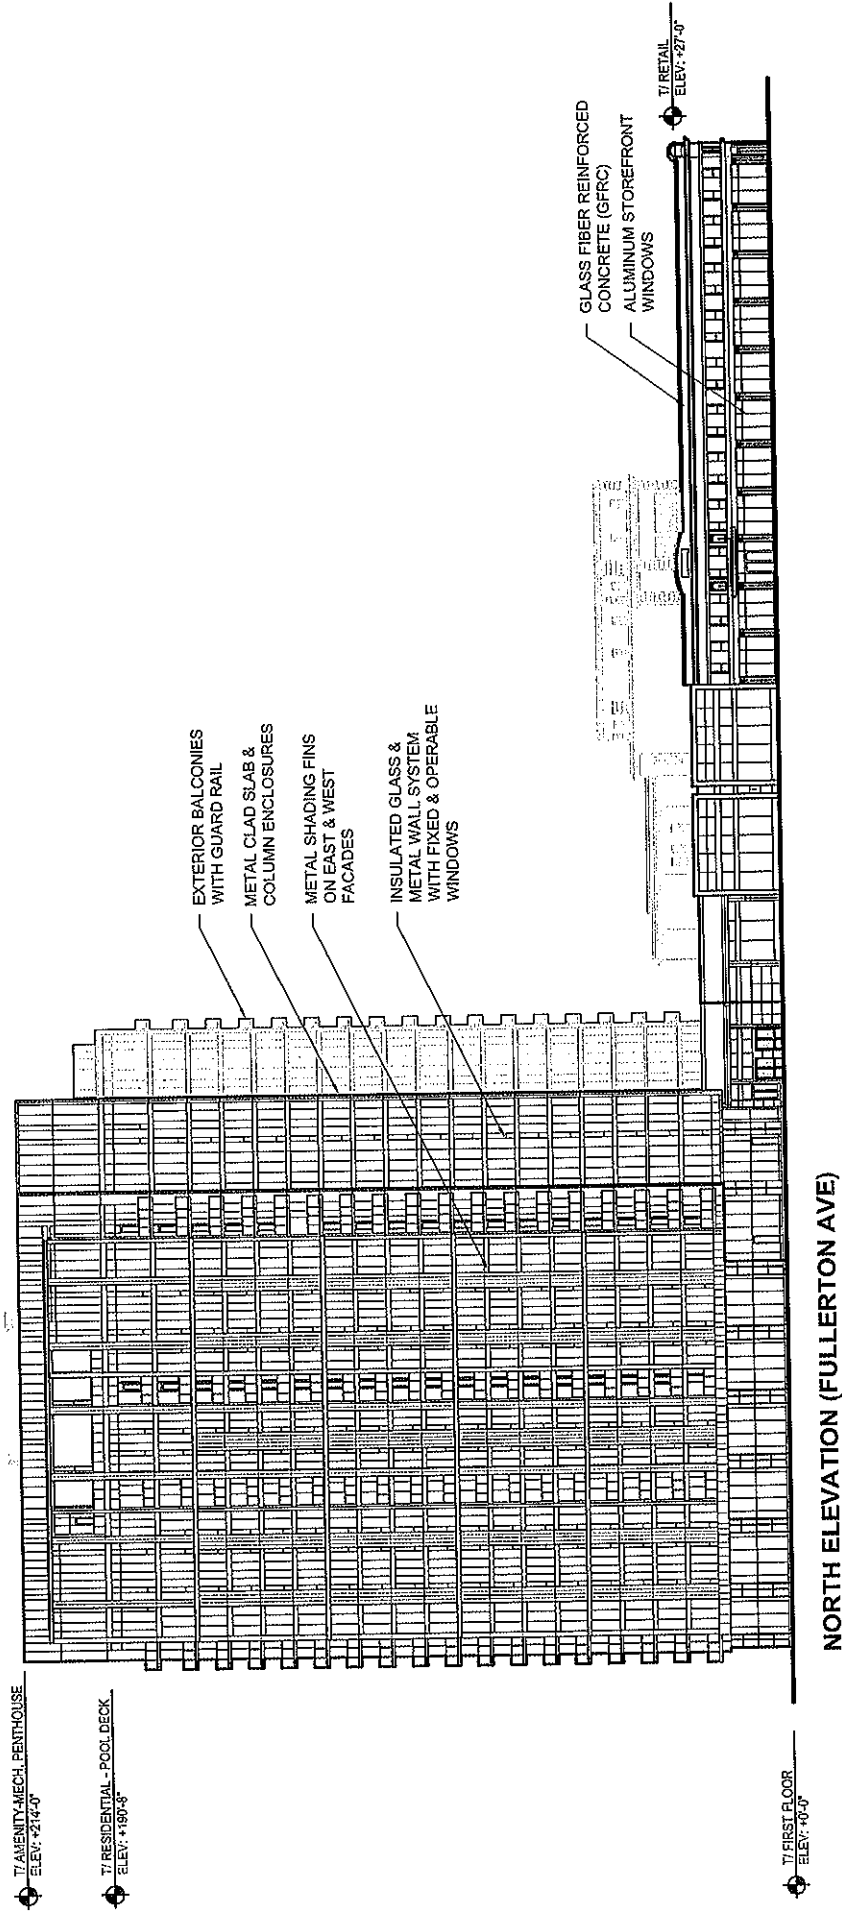 T/ AMENITY-MECH. PENTHOUSE
ELEV: +214'-0"
T/ RESIDENTIAL - POOL DECK
ELEV: +190'-6"
T/ FIRST FLOOR
ELEV: +0'-0"
EXTERIOR BALCONIES
WITH GUARD RAIL
METAL CLAD SLAB &
COLUMN ENCLOSURES
METAL SHADING FINS
ON EAST & WEST
FACADES
INSULATED GLASS &
METAL WALL SYSTEM
WITH FIXED & OPERABLE
WINDOWS
GLASS FIBER REINFORCED
CONCRETE (GFRC)
ALUMINUM STOREFRONT
WINDOWS
T/ RETAIL
ELEV: +27'-0"
NORTH ELEVATION (FULLERTON AVE)